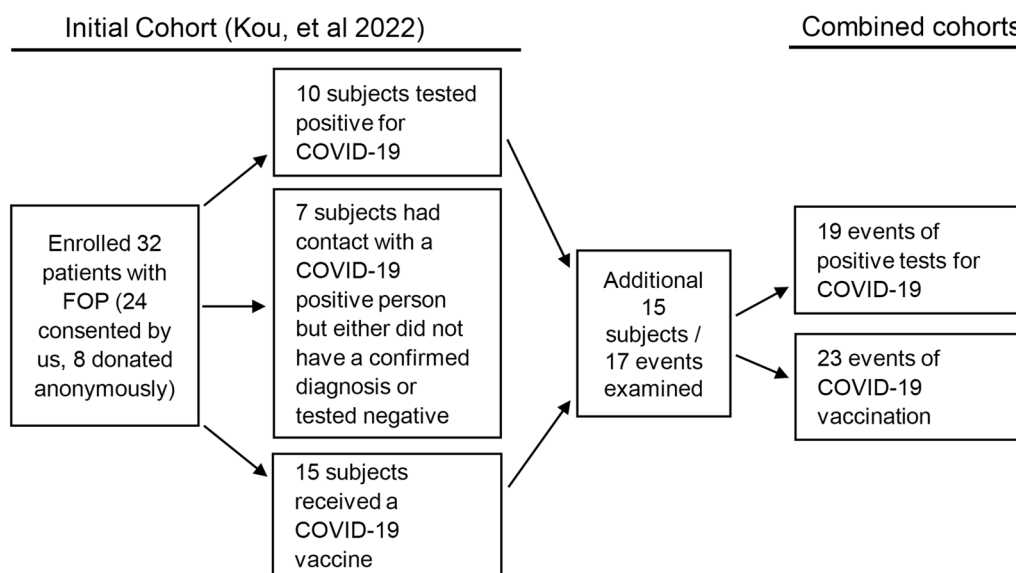 Initial Cohort (Kou, et al 2022)
Combined cohorts
10 subjects tested
positive for
COVID-19
Enrolled 32
patients with
FOP (24
consented by
us, 8 donated
anonymously)
7 subjects had
contact with a
COVID-19
positive person
but either did not
have a confirmed
diagnosis or
tested negative
15 subjects
received a
COVID-19
vaccine
Additional
15
subjects /
17 events
examined
19 events of
positive tests for
COVID-19
23 events of
COVID-19
vaccination